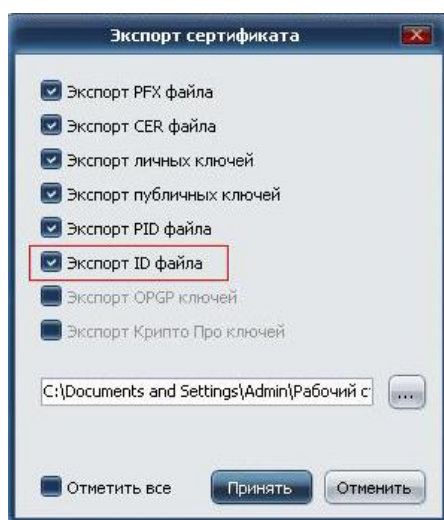 Экспорт сертификата
Экспорт PFX файла
Экспорт CER файла
Экспорт личных ключей
Экспорт публичных ключей
Экспорт PID файла
Экспорт ID файла
Экспорт OPGP ключей
Экспорт Крипто Про ключей
C:\Documents and Settings\Admin\Рабочий ...
Отметить все Принять Отменить